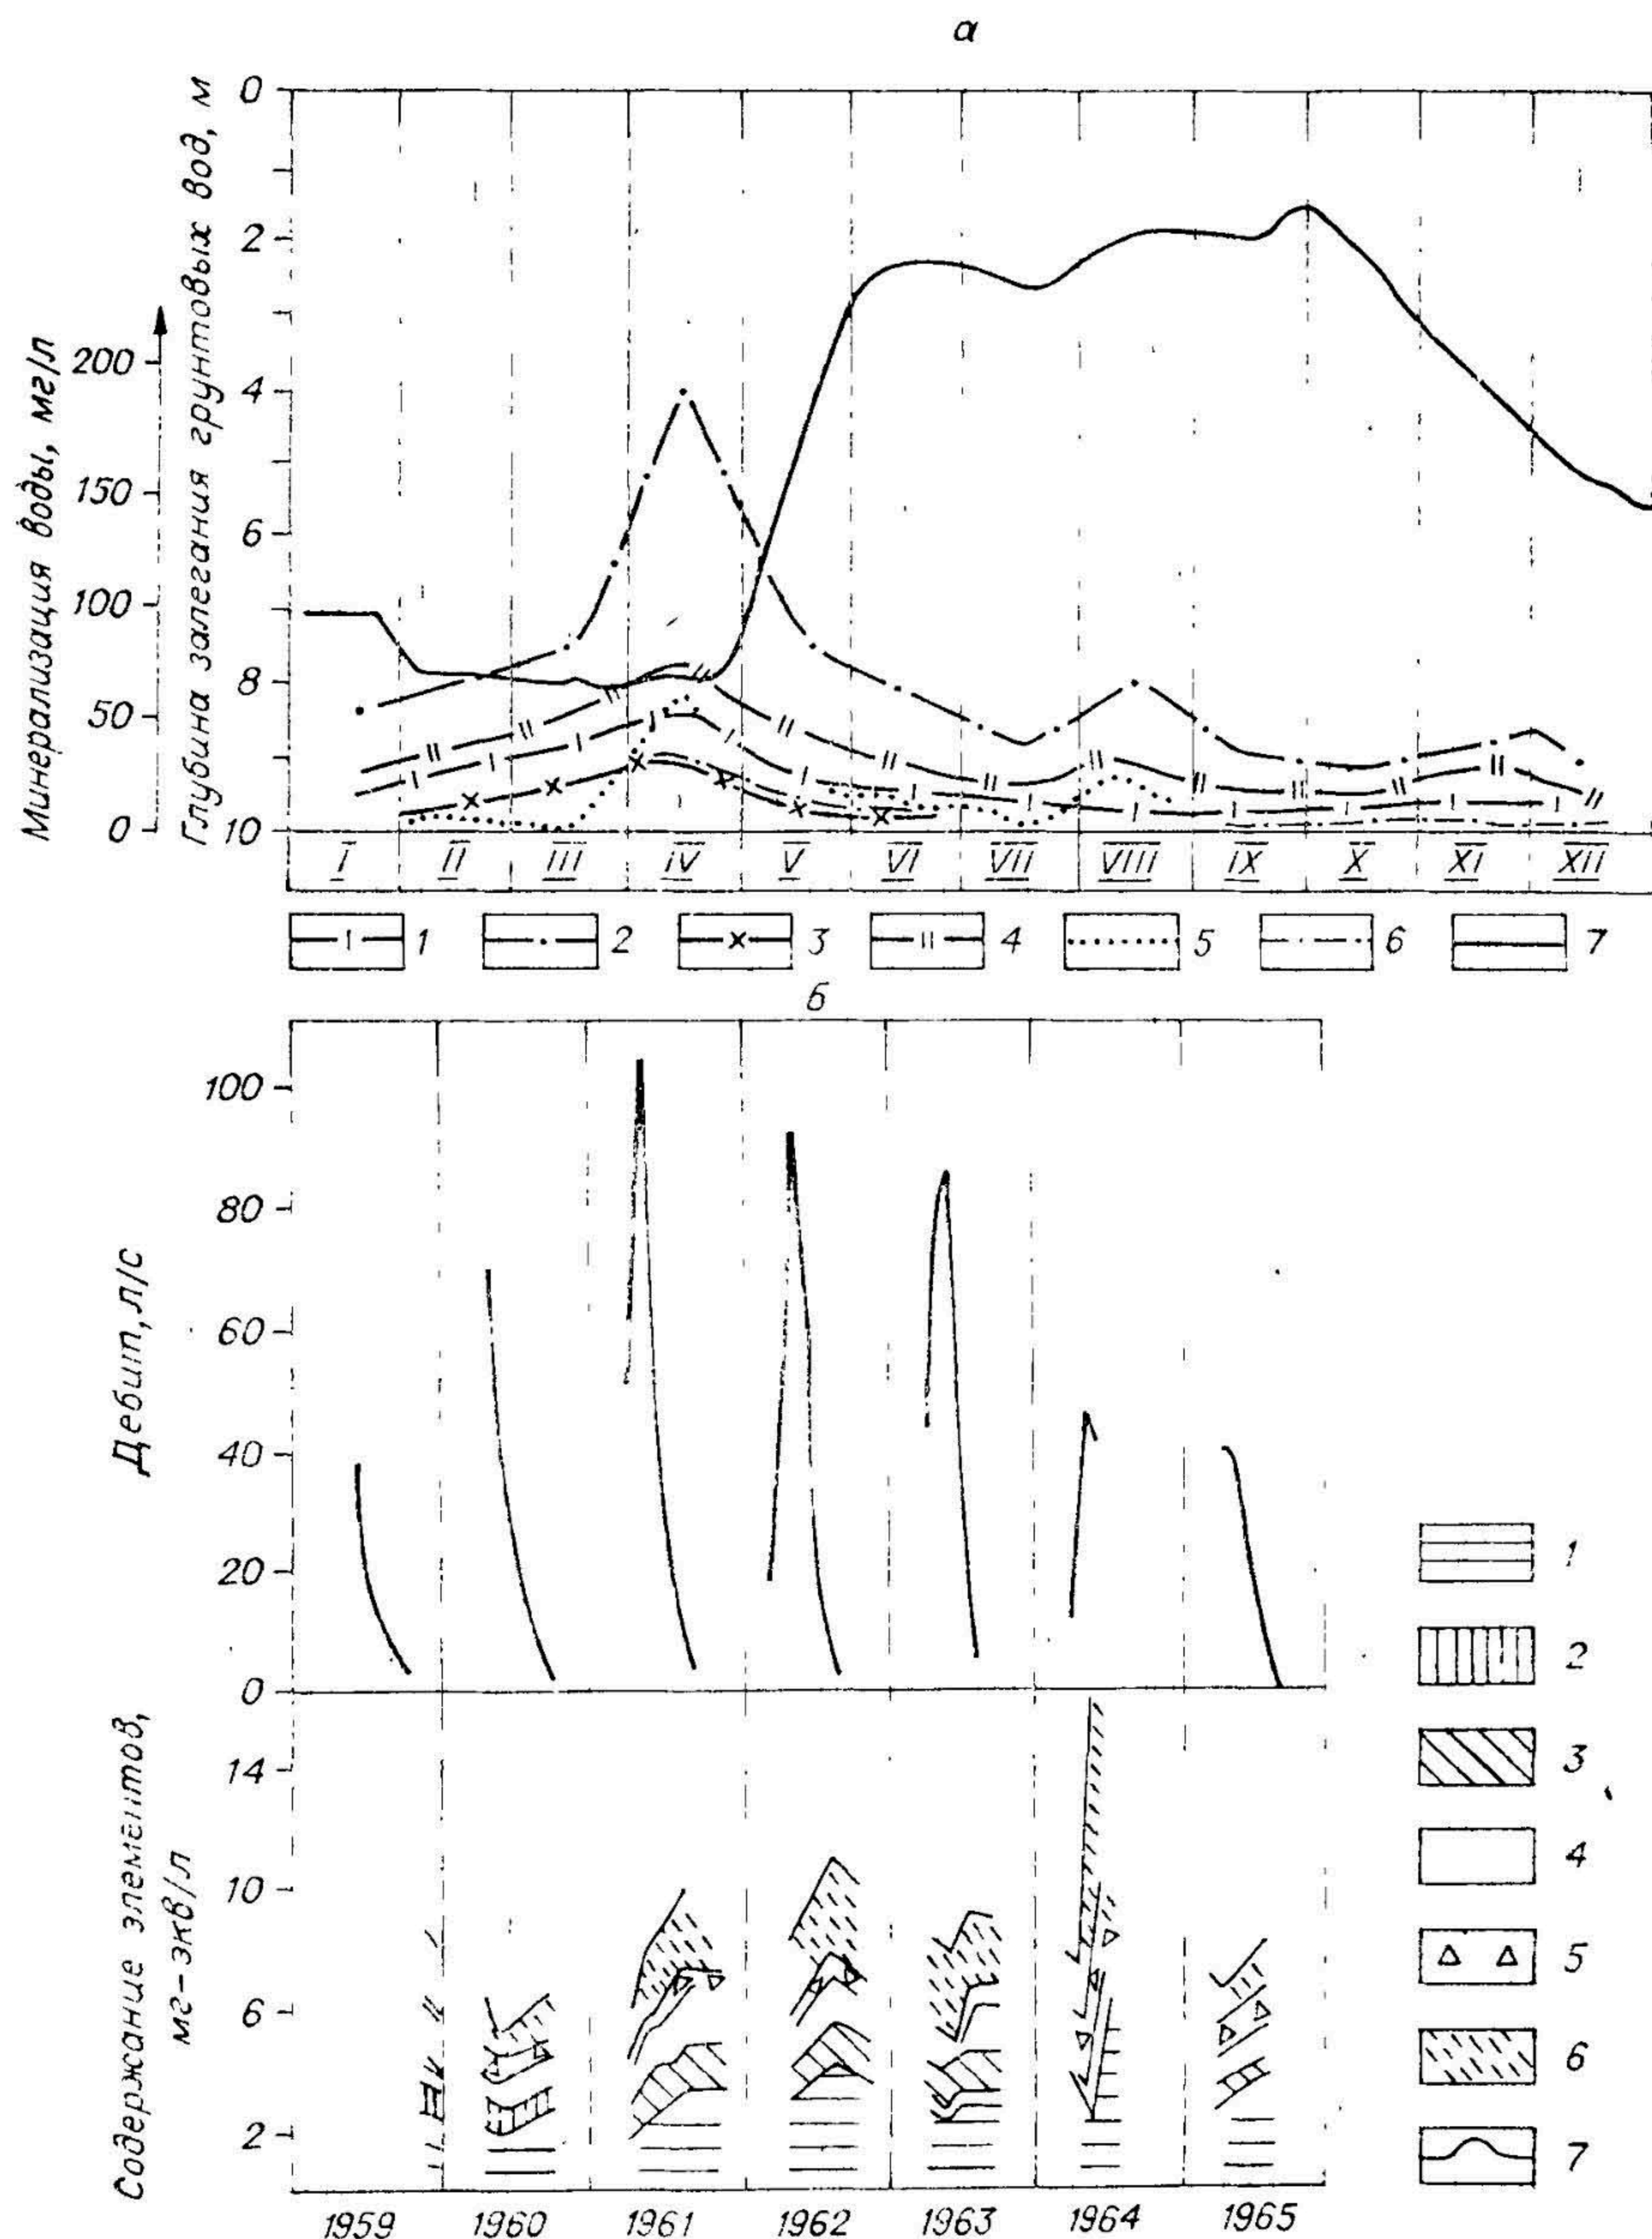 а
Минерализация воды, мг/л
200
150
100
50
0
Глубина залегания грунтовых вод, м
0
2
4
6
8
10
I II III IV V VI VII VIII IX X XI XII
1 2 3 4 5 6 7
б
Дебит, л/с
100
80
60
40
20
0
Содержание элементов,
мг-экв/л
14
10
6
2
1959 1960 1961 1962 1963 1964 1965
1
2
3
4
5
6
7